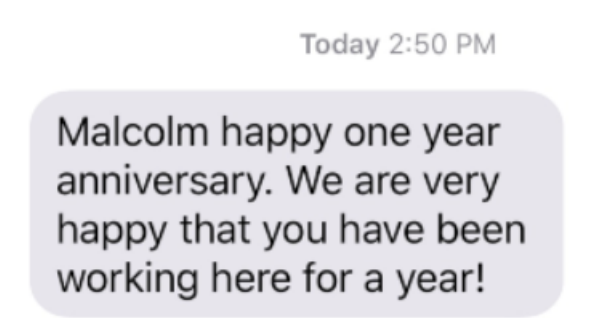 Today 2:50 PM
Malcolm happy one year
anniversary. We are very
happy that you have been
working here for a year!